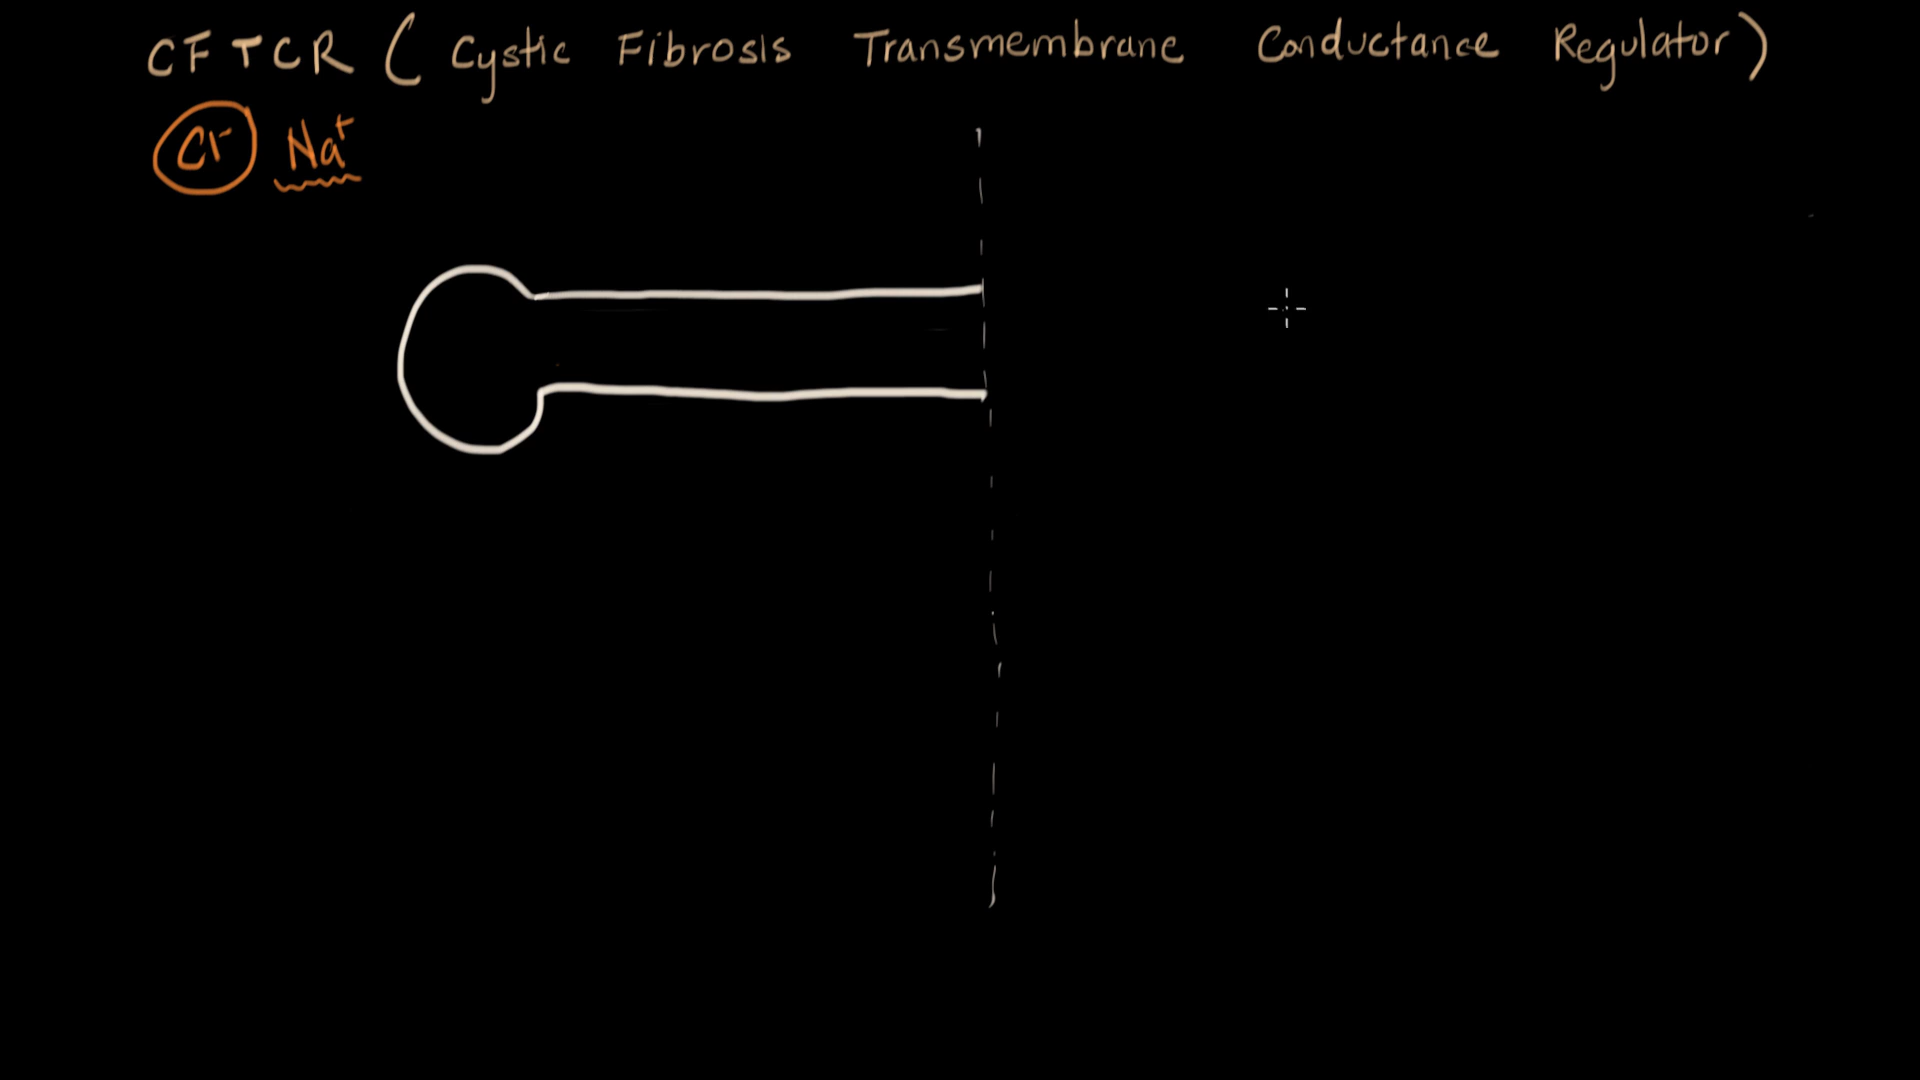 CFTCR (Cystic Fibrosis Transmembrane Conductance Regulator)
Cl⁻ Na⁺